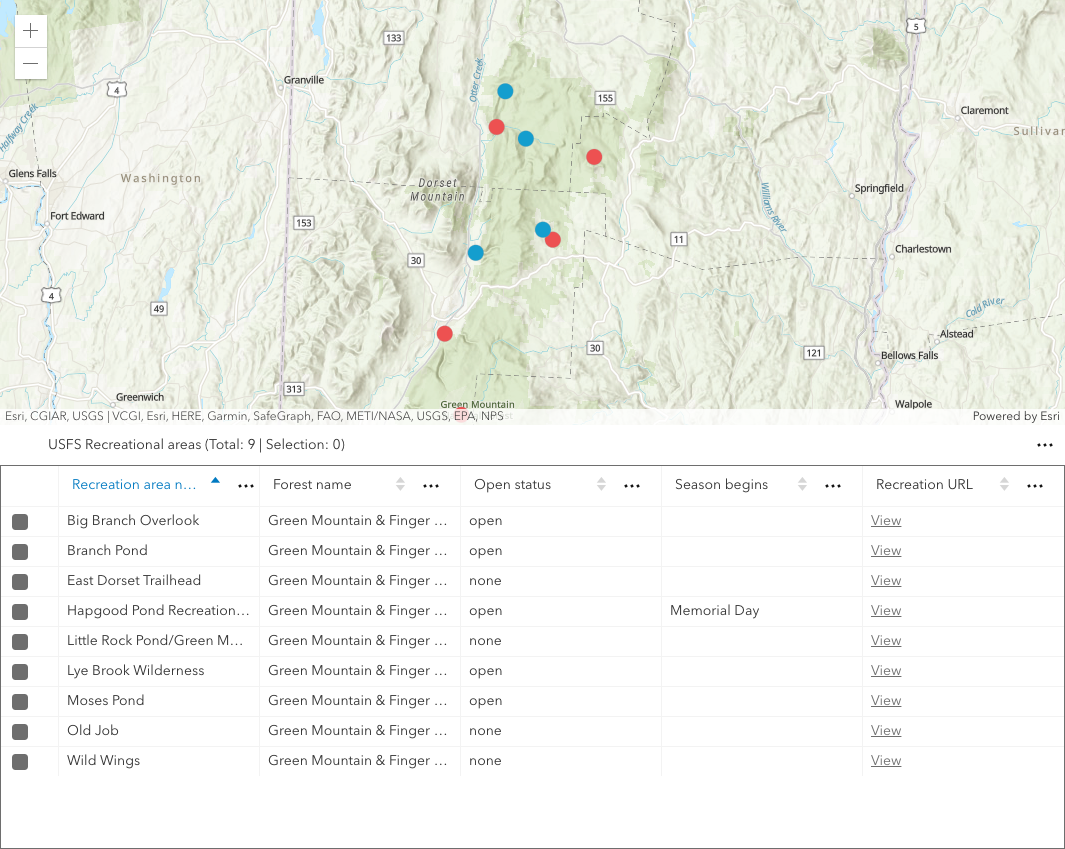 5
133
Otter Creek
Granville
4
155
Claremont
Sullivan
Halfway Creek
Glens Falls
Washington
Dorset
Mountain
Williams River
Springfield
Fort Edward
153
11
Charlestown
30
4
49
Cold River
Alstead
30
121
Bellows Falls
313
Greenwich
Green Mountain
Walpole
Esri, CGIAR, USGS | VCGI, Esri, HERE, Garmin, SafeGraph, FAO, METI/NASA, USGS, EPA, NPS
Powered by Esri
USFS Recreational areas (Total: 9 | Selection: 0)
Recreation area n... Forest name Open status Season begins Recreation URL
Big Branch Overlook Green Mountain & Finger ... open View
Branch Pond Green Mountain & Finger ... open View
East Dorset Trailhead Green Mountain & Finger ... none View
Hapgood Pond Recreation... Green Mountain & Finger ... open Memorial Day View
Little Rock Pond/Green M... Green Mountain & Finger ... none View
Lye Brook Wilderness Green Mountain & Finger ... open View
Moses Pond Green Mountain & Finger ... open View
Old Job Green Mountain & Finger ... none View
Wild Wings Green Mountain & Finger ... none View